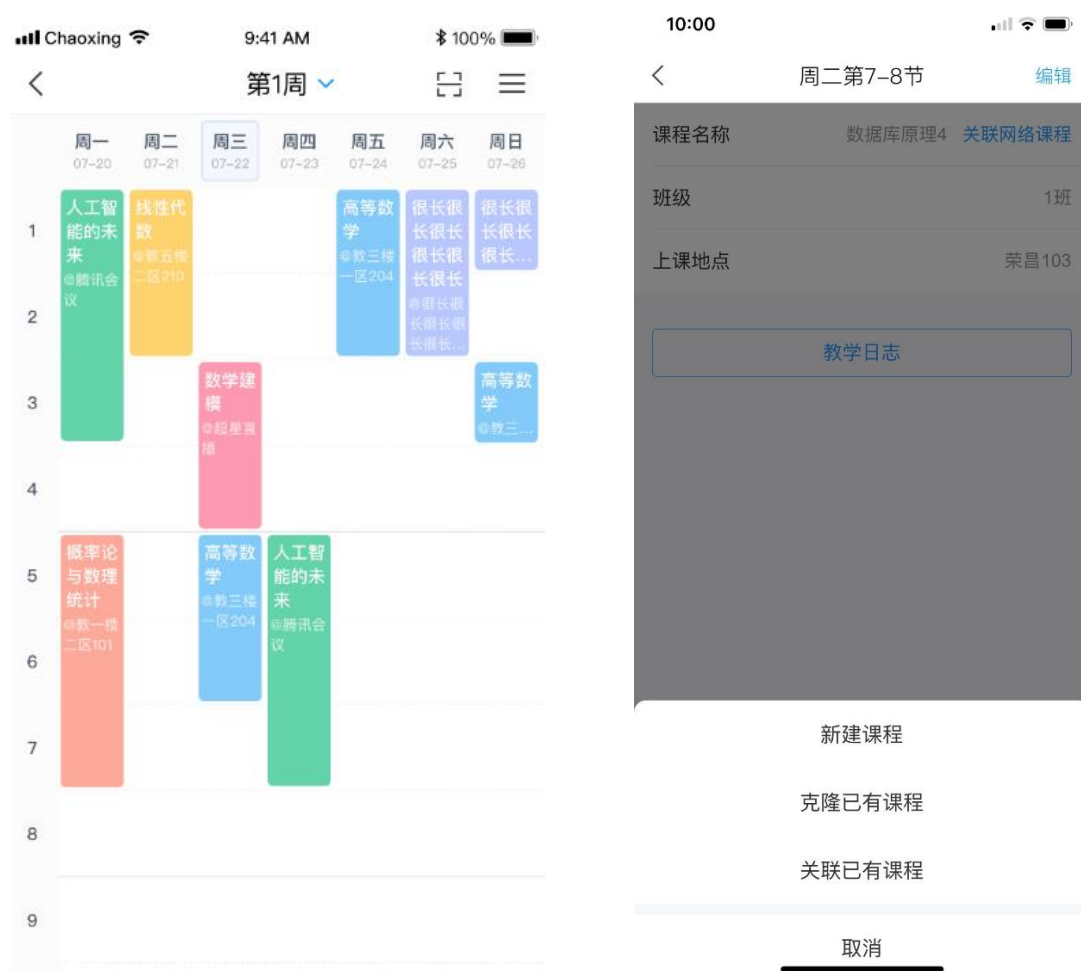 Chaoxing
9:41 AM
100%
第1周
周一
07-20
周二
07-21
周三
07-22
周四
07-23
周五
07-24
周六
07-25
周日
07-26
1
2
3
4
5
6
7
8
9
人工智
能的未
来
@腾讯会
议
线性代
数
@教五楼
二区210
高等数
学
@教三楼
一区204
很长很
长很长
很长很
长很长
@很长很
长很长很
长很长...
很长很
长很长
很长...
数学建
模
@超星直
播
高等数
学
@教三...
概率论
与数理
统计
@教一楼
二区101
高等数
学
@教三楼
一区204
人工智
能的未
来
@腾讯会
议
10:00
周二第7-8节
编辑
课程名称
数据库原理4 关联网络课程
班级
1班
上课地点
荣昌103
教学日志
新建课程
克隆已有课程
关联已有课程
取消